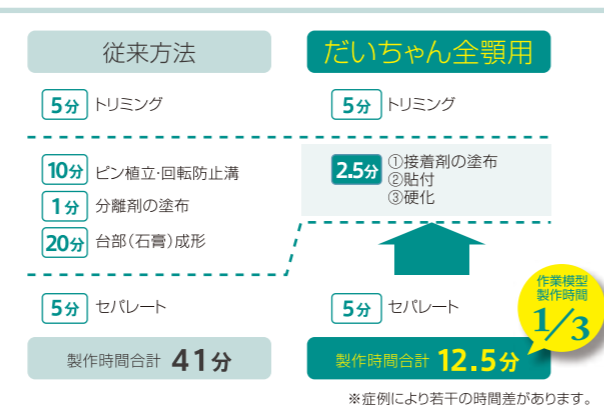 従来方法
だいちゃん全顎用
5分 トリミング
5分 トリミング
10分 ピン植立・回転防止溝
1分 分離剤の塗布
20分 台部(石膏)成形
2.5分 ①接着剤の塗布
②貼付
③硬化
5分 セパレート
5分 セパレート
作業模型
製作時間
1/3
製作時間合計 41分
製作時間合計 12.5分
※症例により若干の時間差があります。